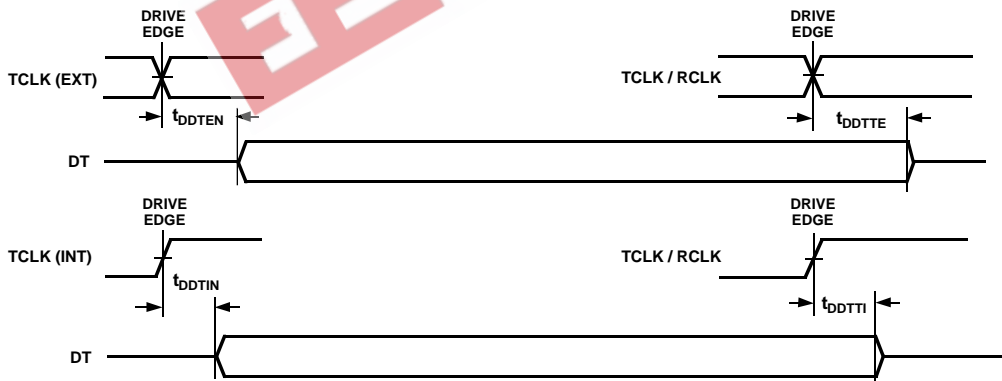 DRIVE
EDGE
DRIVE
EDGE
TCLK (EXT)
TCLK / RCLK
tDDTEN
tDDTTE
DT
DRIVE
EDGE
DRIVE
EDGE
TCLK (INT)
TCLK / RCLK
tDDTIN
tDDTTI
DT